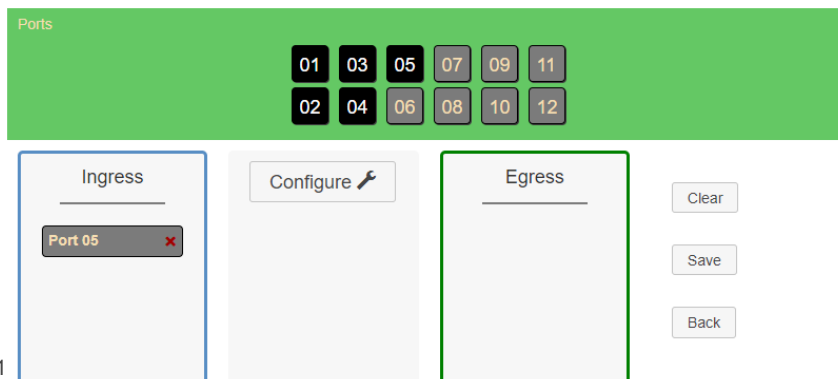 Ports
01 03 05 07 09 11
02 04 06 08 10 12
Ingress
Port 05
Configure
Egress
Clear
Save
Back